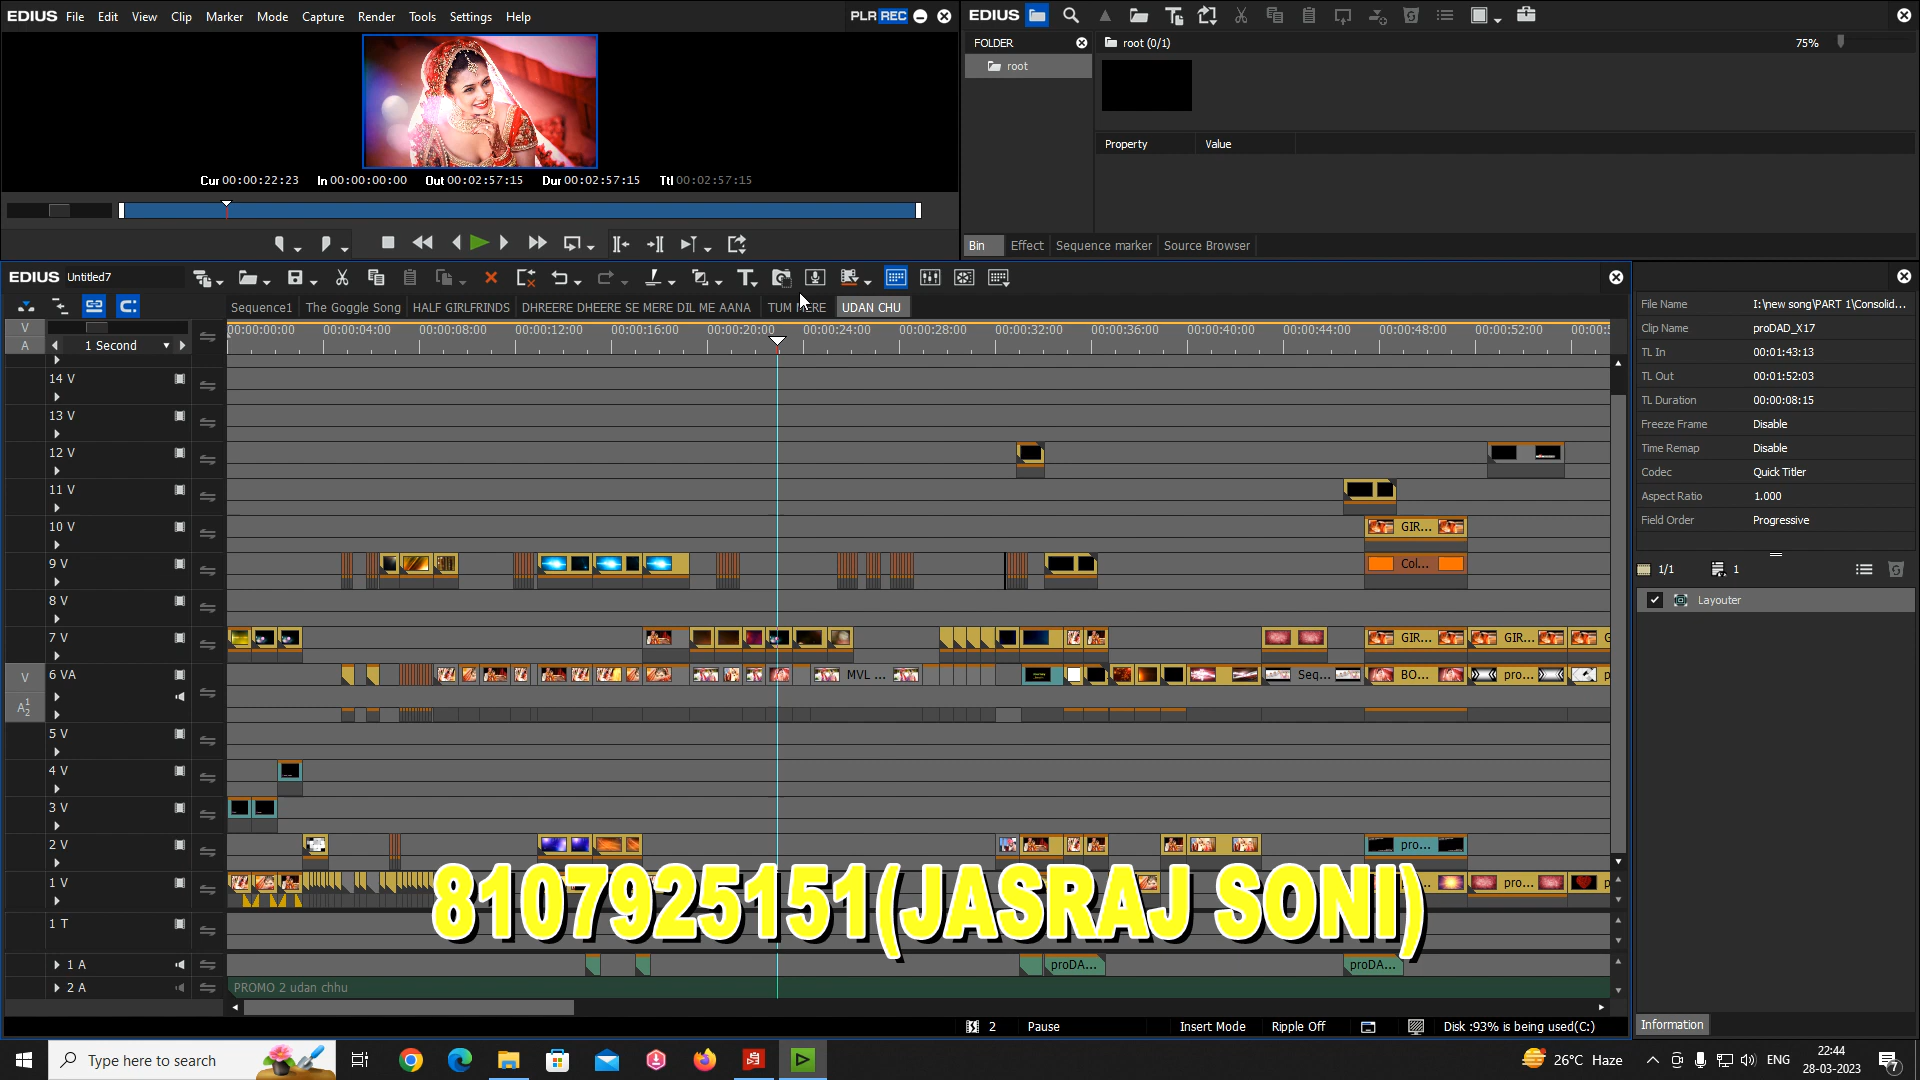 EDIUS File Edit View Clip Marker Mode Capture Render Tools Settings Help PLR REC
Cur 00:00:22:23 In 00:00:00:00 Out 00:02:57:15 Dur 00:02:57:15 Ttl 00:02:57:15
EDIUS
FOLDER
root (0/1)
75%
root
Property Value
Bin Effect Sequence marker Source Browser
EDIUS Untitled7
Sequence1 The Goggle Song HALF GIRLFRINDS DHREERE DHEERE SE MERE DIL ME AANA TUM MERE UDAN CHU
V
00:00:00:00 00:00:04:00 00:00:08:00 00:00:12:00 00:00:16:00 00:00:20:00 00:00:24:00 00:00:28:00 00:00:32:00 00:00:36:00 00:00:40:00 00:00:44:00 00:00:48:00 00:00:52:00
A 1 Second
14 V
13 V
12 V
11 V
10 V GIR...
9 V Col...
8 V
7 V GIR... GIR... G
V 6 VA MVL ... Seq... BO... pro... p
A 1 2
5 V
4 V
3 V
2 V pro...
1 V pro... p
8107925151(JASRAJ SONI)
1 T
1 A proDA... proDA...
2 A PROMO 2 udan chhu
2 Pause Insert Mode Ripple Off Disk :93% is being used(C:)
File Name I:\new song\PART 1\Consolid...
Clip Name proDAD_X17
TL In 00:01:43:13
TL Out 00:01:52:03
TL Duration 00:00:08:15
Freeze Frame Disable
Time Remap Disable
Codec Quick Titler
Aspect Ratio 1.000
Field Order Progressive
1/1 1
Layouter
Information
Type here to search
26°C Haze
ENG
22:44
28-03-2023
7